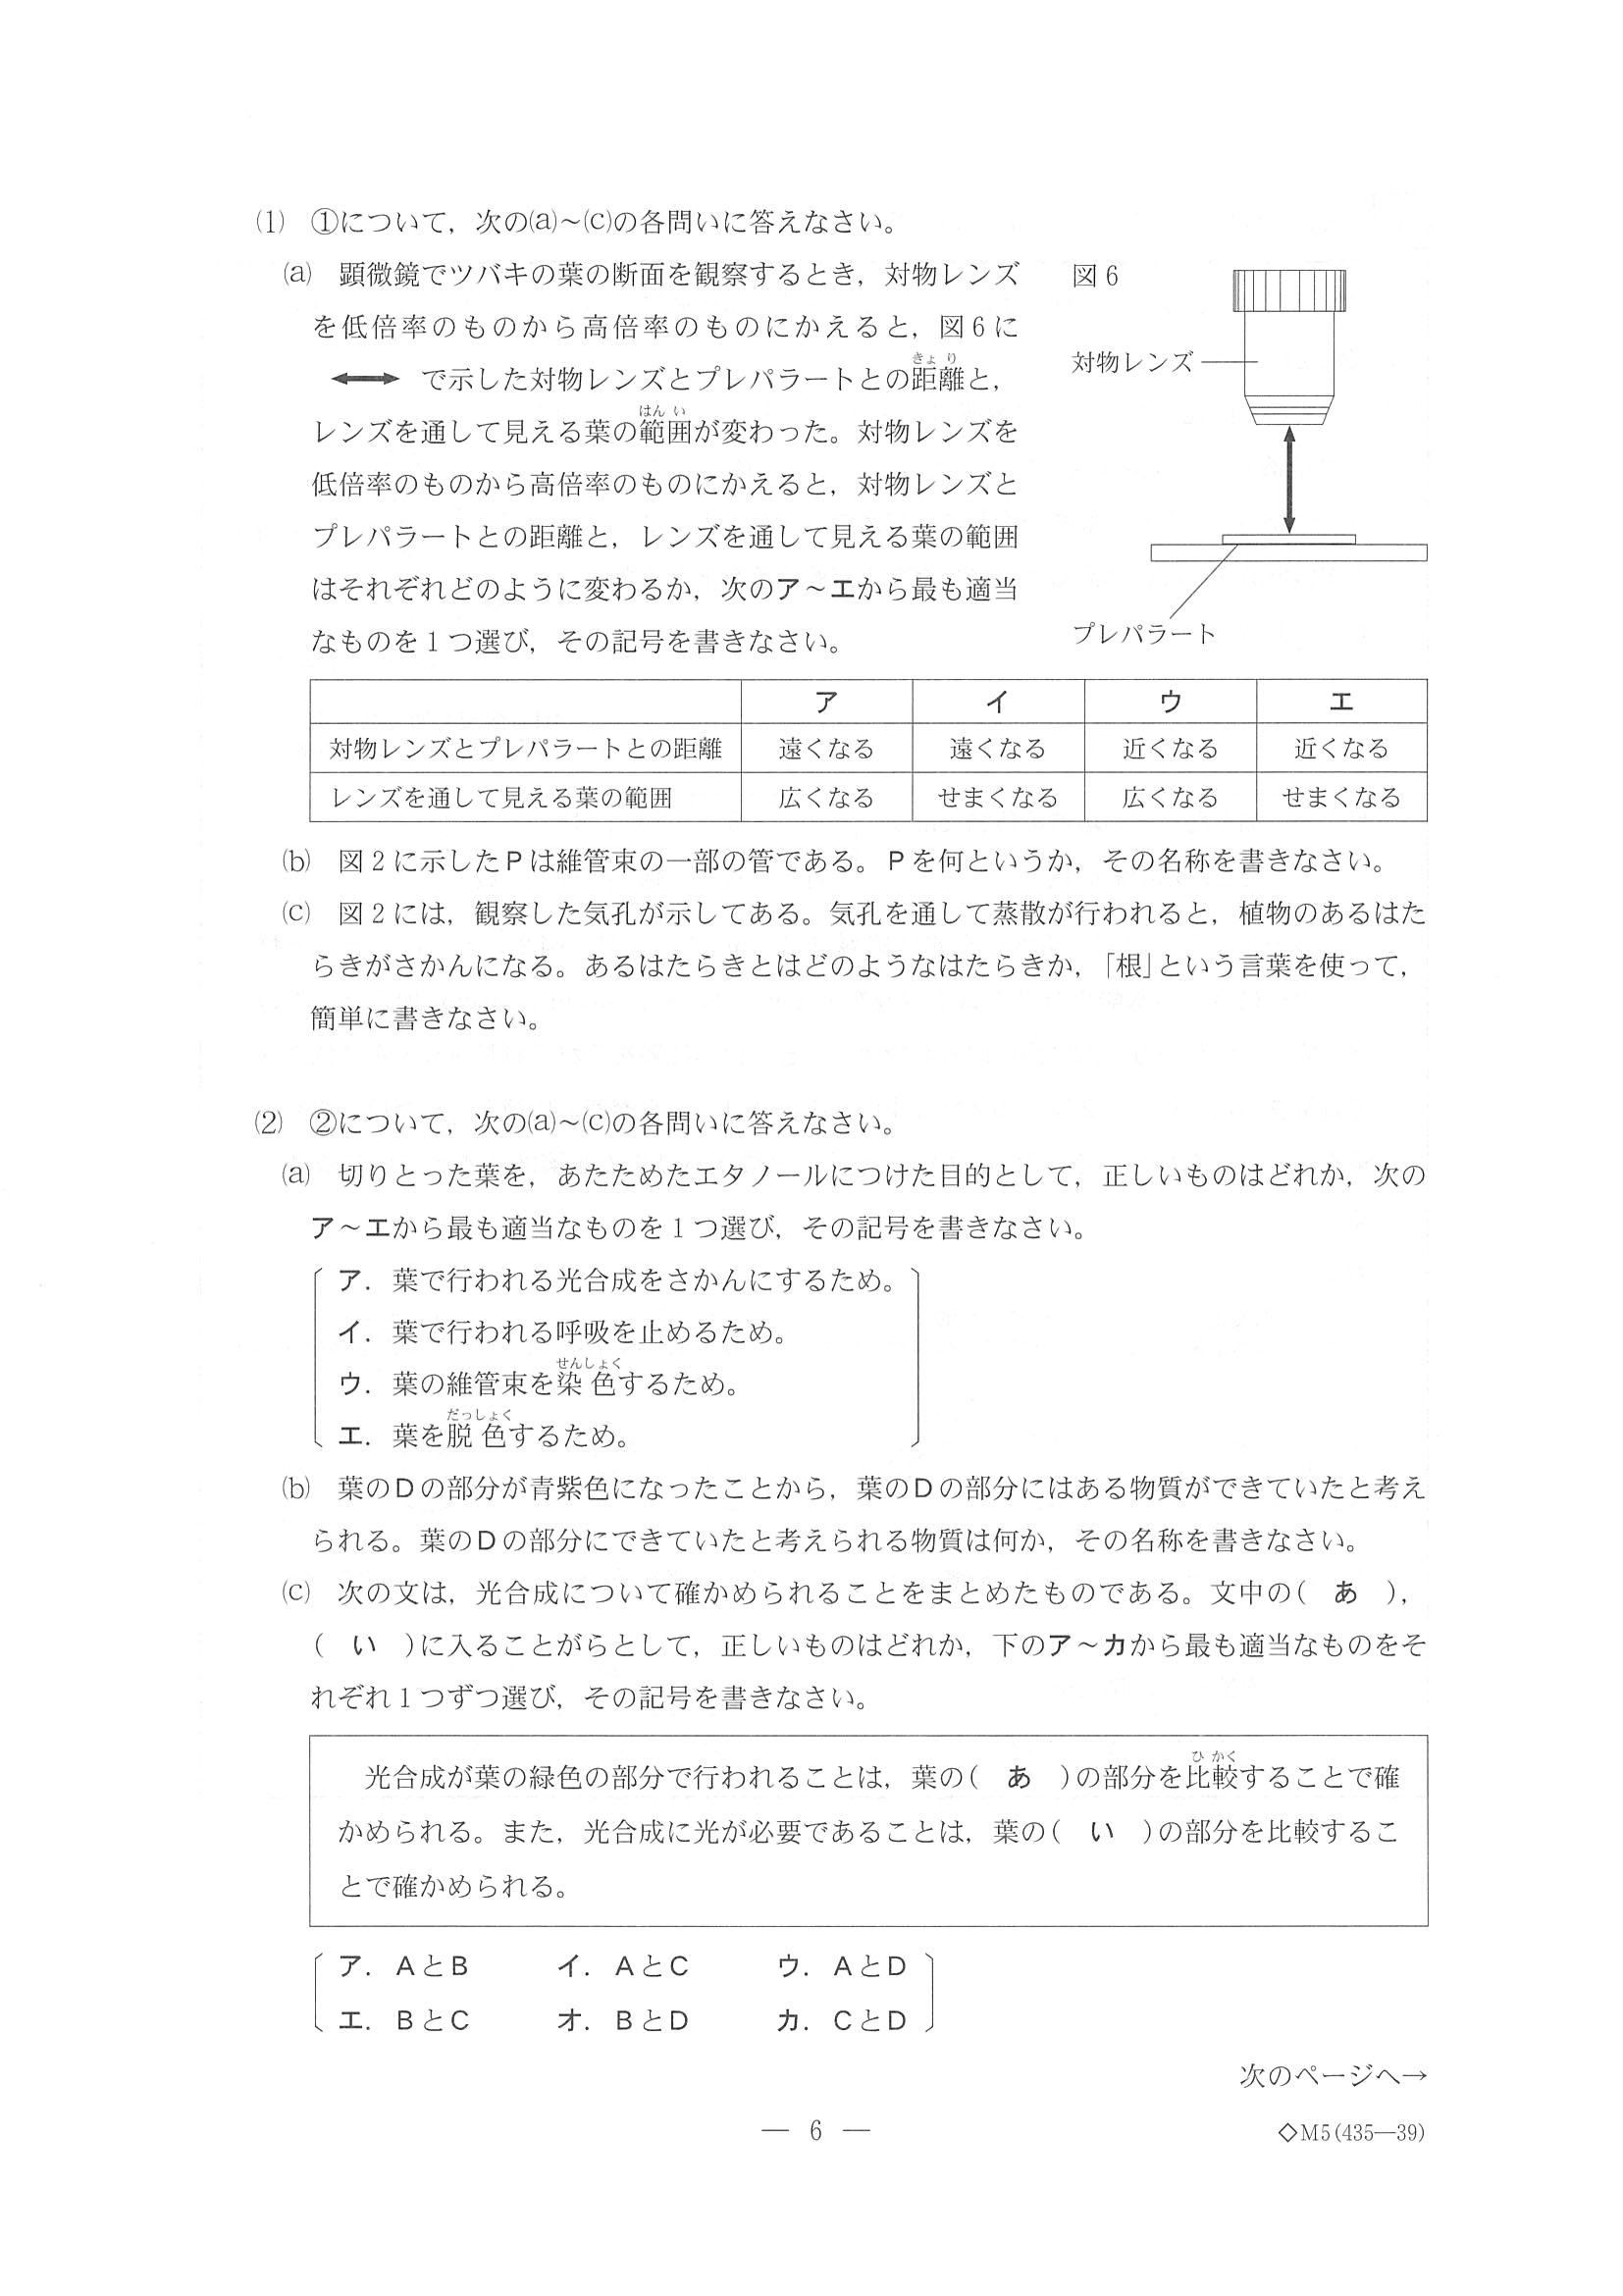 (1) ①について，次の(a)～(c)の各問いに答えなさい。
(a) 顕微鏡でツバキの葉の断面を観察するとき，対物レンズ
を低倍率のものから高倍率のものにかえると，図6に
⟷ で示した対物レンズとプレパラートとの距離と，
きょり
レンズを通して見える葉の範囲が変わった。対物レンズを
はんい
低倍率のものから高倍率のものにかえると，対物レンズと
プレパラートとの距離と，レンズを通して見える葉の範囲
はそれぞれどのように変わるか，次のア～エから最も適当
なものを1つ選び，その記号を書きなさい。
図6
対物レンズ
プレパラート
ア イ ウ エ
対物レンズとプレパラートとの距離 遠くなる 遠くなる 近くなる 近くなる
レンズを通して見える葉の範囲 広くなる せまくなる 広くなる せまくなる
(b) 図2に示したPは維管束の一部の管である。Pを何というか，その名称を書きなさい。
(c) 図2には，観察した気孔が示してある。気孔を通して蒸散が行われると，植物のあるはた
らきがさかんになる。あるはたらきとはどのようなはたらきか，「根」という言葉を使って，
簡単に書きなさい。
(2) ②について，次の(a)～(c)の各問いに答えなさい。
(a) 切りとった葉を，あたためたエタノールにつけた目的として，正しいものはどれか，次の
ア～エから最も適当なものを1つ選び，その記号を書きなさい。
ア．葉で行われる光合成をさかんにするため。
イ．葉で行われる呼吸を止めるため。
せんしょく
ウ．葉の維管束を染色するため。
だっしょく
エ．葉を脱色するため。
(b) 葉のDの部分が青紫色になったことから，葉のDの部分にはある物質ができていたと考え
られる。葉のDの部分にできていたと考えられる物質は何か，その名称を書きなさい。
(c) 次の文は，光合成について確かめられることをまとめたものである。文中の( あ )，
( い )に入ることがらとして，正しいものはどれか，下のア～カから最も適当なものをそ
れぞれ1つずつ選び，その記号を書きなさい。
ひかく
光合成が葉の緑色の部分で行われることは，葉の( あ )の部分を比較することで確
かめられる。また，光合成に光が必要であることは，葉の( い )の部分を比較するこ
とで確かめられる。
ア．AとB イ．AとC ウ．AとD
エ．BとC オ．BとD カ．CとD
次のページへ→
― 6 ―
◇M5(435―39)